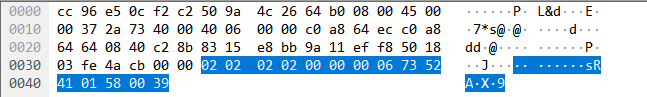 0000 cc 96 e5 0c f2 c2 50 9a 4c 26 64 b0 08 00 45 00 ······P· L&d···E·
0010 00 37 2a 73 40 00 40 06 00 00 c0 a8 64 ec c0 a8 ·7*s@·@· ····d···
0020 64 64 08 40 c2 8b 83 15 e8 bb 9a 11 ef f8 50 18 dd·@···· ······P·
0030 03 fe 4a cb 00 00 02 02 02 02 00 00 00 06 73 52 ··J····· ······sR
0040 41 01 58 00 39 A·X·9